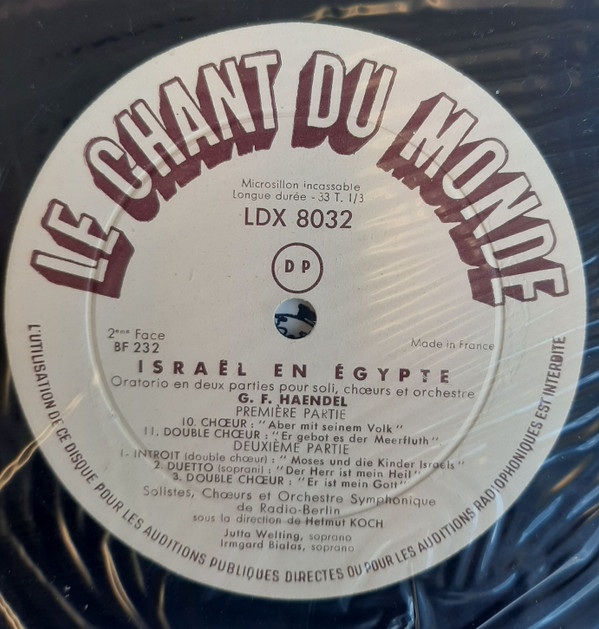 LE CHANT DU MONDE
Microsillon incassable
Longue durée - 33 T. 1/3
LDX 8032
DP
2ème Face
BF 232
Made in France
ISRAËL EN ÉGYPTE
Oratorio en deux parties pour soli, chœurs et orchestre
G. F. HAENDEL
PREMIÈRE PARTIE
10. CHŒUR : "Aber mit seinem Volk"
11. DOUBLE CHŒUR : "Er gebot es der Meerfluth"
DEUXIÈME PARTIE
1. INTROIT (double chœur) : "Moses und die Kinder Israels"
2. DUETTO (soprani) : "Der Herr ist mein Heil"
3. DOUBLE CHŒUR : "Er ist mein Gott"
Solistes, Chœurs et Orchestre Symphonique
de Radio-Berlin
sous la direction de Helmut KOCH
Jutta Welting, soprano
Irmgard Bialas, soprano
L'UTILISATION DE CE DISQUE POUR LES AUDITIONS PUBLIQUES DIRECTES OU POUR LES AUDITIONS RADIOPHONIQUES EST INTERDITE